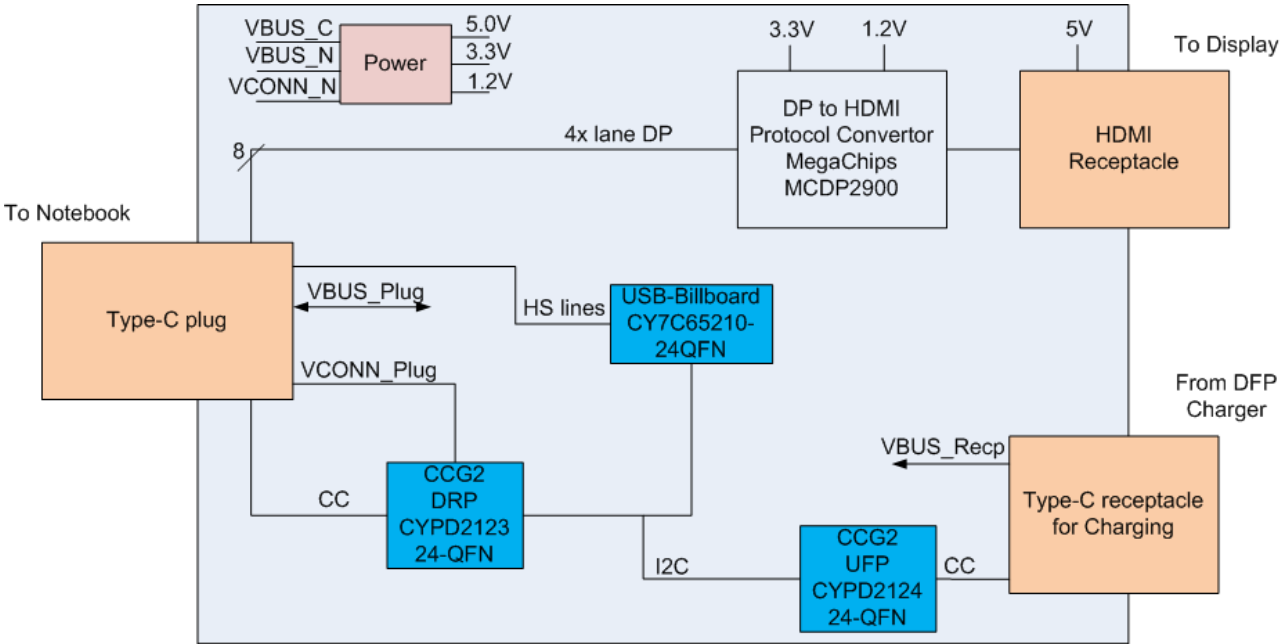 VBUS_C
VBUS_N
VCONN_N
Power
5.0V
3.3V
1.2V
3.3V
1.2V
5V
To Display
DP to HDMI
Protocol Convertor
MegaChips
MCDP2900
HDMI
Receptacle
4x lane DP
8
To Notebook
Type-C plug
VBUS_Plug
HS lines
USB-Billboard
CY7C65210-
24QFN
VCONN_Plug
From DFP
Charger
VBUS_Recp
Type-C receptacle
for Charging
CC
CCG2
DRP
CYPD2123
24-QFN
I2C
CCG2
UFP
CYPD2124
24-QFN
CC